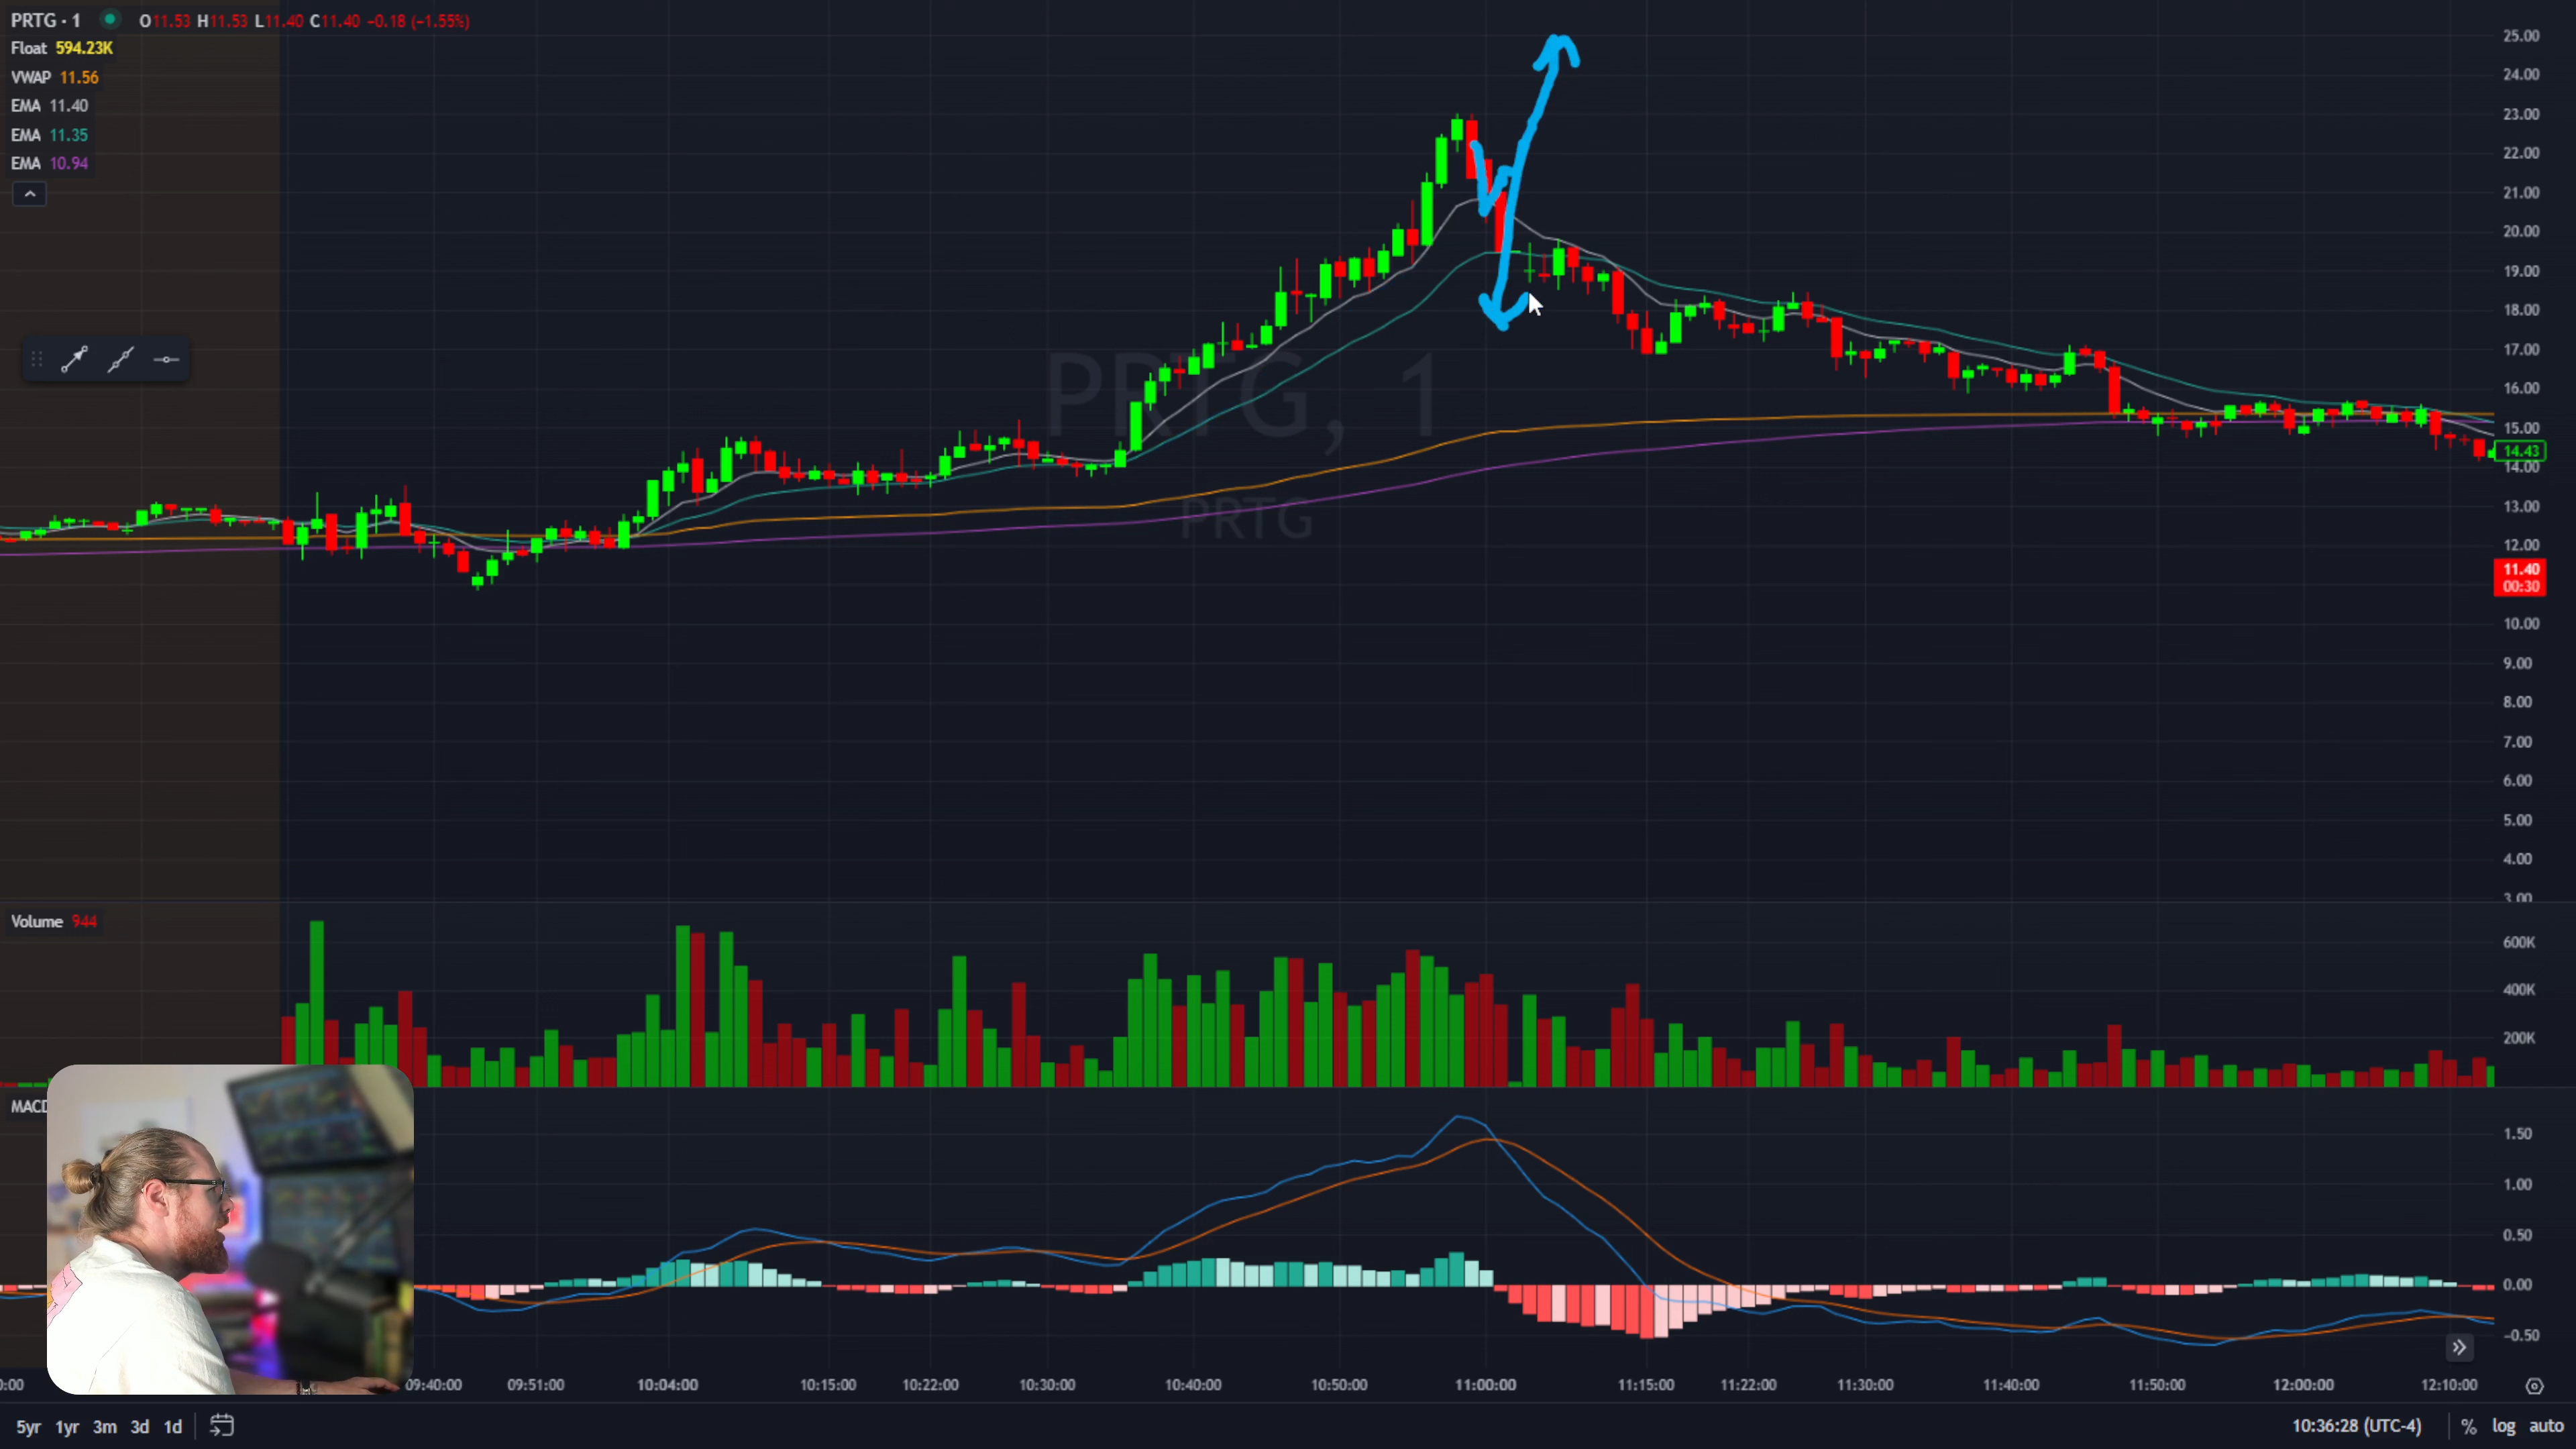 PRTG · 1 O11.53 H11.53 L11.40 C11.40 −0.18 (−1.55%)
Float 594.23K
VWAP 11.56
EMA 11.40
EMA 11.35
EMA 10.94
25.00
24.00
23.00
22.00
21.00
20.00
19.00
18.00
17.00
16.00
15.00
14.43
14.00
13.00
12.00
11.40
00:30
10.00
9.00
8.00
7.00
6.00
5.00
4.00
3.00
PRTG, 1
PRTG
Volume 944
600K
400K
200K
MACD
1.50
1.00
0.50
0.00
−0.50
09:40:00 09:51:00 10:04:00 10:15:00 10:22:00 10:30:00 10:40:00 10:50:00 11:00:00 11:15:00 11:22:00 11:30:00 11:40:00 11:50:00 12:00:00 12:10:00
5yr 1yr 3m 3d 1d 10:36:28 (UTC-4) % log auto